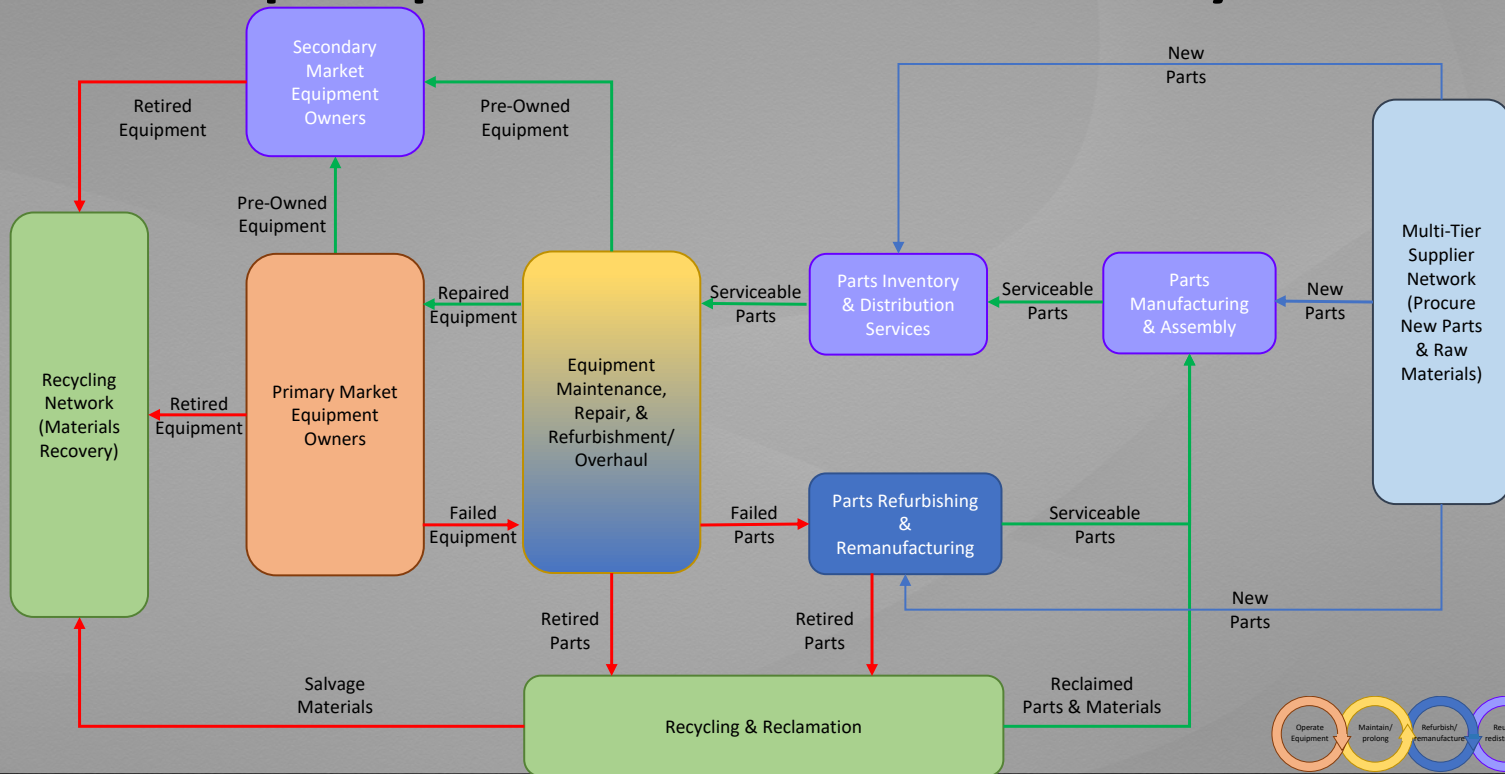 Secondary
Market
Equipment
Owners
New
Parts
Retired
Equipment
Pre-Owned
Equipment
Pre-Owned
Equipment
Multi-Tier
Supplier
Network
(Procure
New Parts
& Raw
Materials)
Repaired
Equipment
Serviceable
Parts
Parts Inventory
& Distribution
Services
Serviceable
Parts
Parts
Manufacturing
& Assembly
New
Parts
Recycling
Network
(Materials
Recovery)
Retired
Equipment
Primary Market
Equipment
Owners
Equipment
Maintenance,
Repair, &
Refurbishment/
Overhaul
Failed
Equipment
Failed
Parts
Parts Refurbishing
&
Remanufacturing
Serviceable
Parts
New
Parts
Retired
Parts
Retired
Parts
Salvage
Materials
Recycling & Reclamation
Reclaimed
Parts & Materials
Operate
Equipment
Maintain/
prolong
Refurbish/
remanufacture